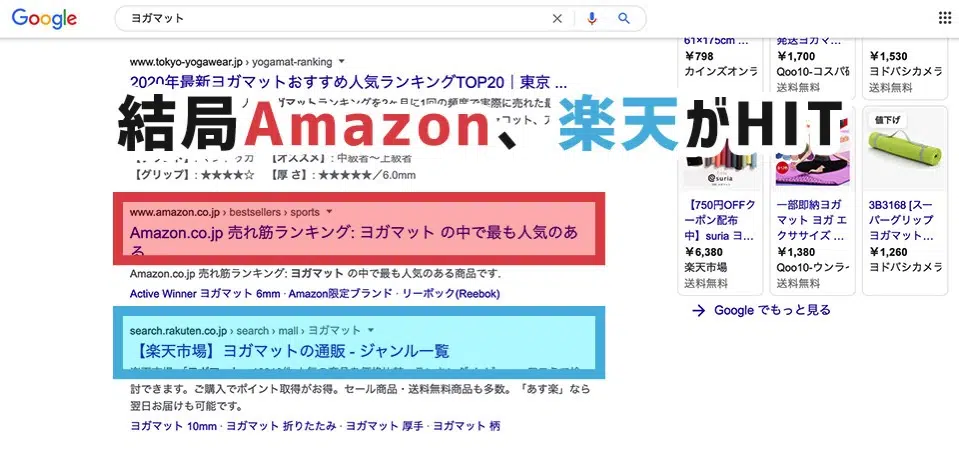 Google
ヨガマット
www.tokyo-yogawear.jp › yogamat-ranking
2020年最新ヨガマットおすすめ人気ランキングTOP20｜東京 ...
結局Amazon、楽天がHIT
【オススメ】: 中級者〜上級者
【グリップ】: ★★★★☆ 【厚 さ】: ★★★★★／6.0mm
www.amazon.co.jp › bestsellers › sports
Amazon.co.jp 売れ筋ランキング: ヨガマット の中で最も人気のあ
る
Amazon.co.jp 売れ筋ランキング: ヨガマット の中で最も人気のある商品です.
Active Winner ヨガマット 6mm · Amazon限定ブランド · リーボック(Reebok)
search.rakuten.co.jp › search › mall › ヨガマット
【楽天市場】ヨガマットの通販 - ジャンル一覧
討できます。ご購入でポイント取得がお得。セール商品・送料無料商品も多数。「あす楽」なら
翌日お届けも可能です。
ヨガマット 10mm · ヨガマット 折りたたみ · ヨガマット 厚手 · ヨガマット 柄
61×175cm ...
￥798
カインズオンラ
発送ヨガマ...
￥1,700
Qoo10-コスパ
送料無料
￥1,530
ヨドバシカメラ
送料無料
suria
【750円OFFク
ーポン配布
中】suria ヨ...
￥6,380
楽天市場
送料無料
一部即納ヨガ
マット ヨガ エ
クササイズ ...
￥1,380
Qoo10-ウンラ
送料無料
値下げ
3B3168 [スー
パーグリップ
ヨガマット...
￥1,260
ヨドバシカメラ
Google でもっと見る